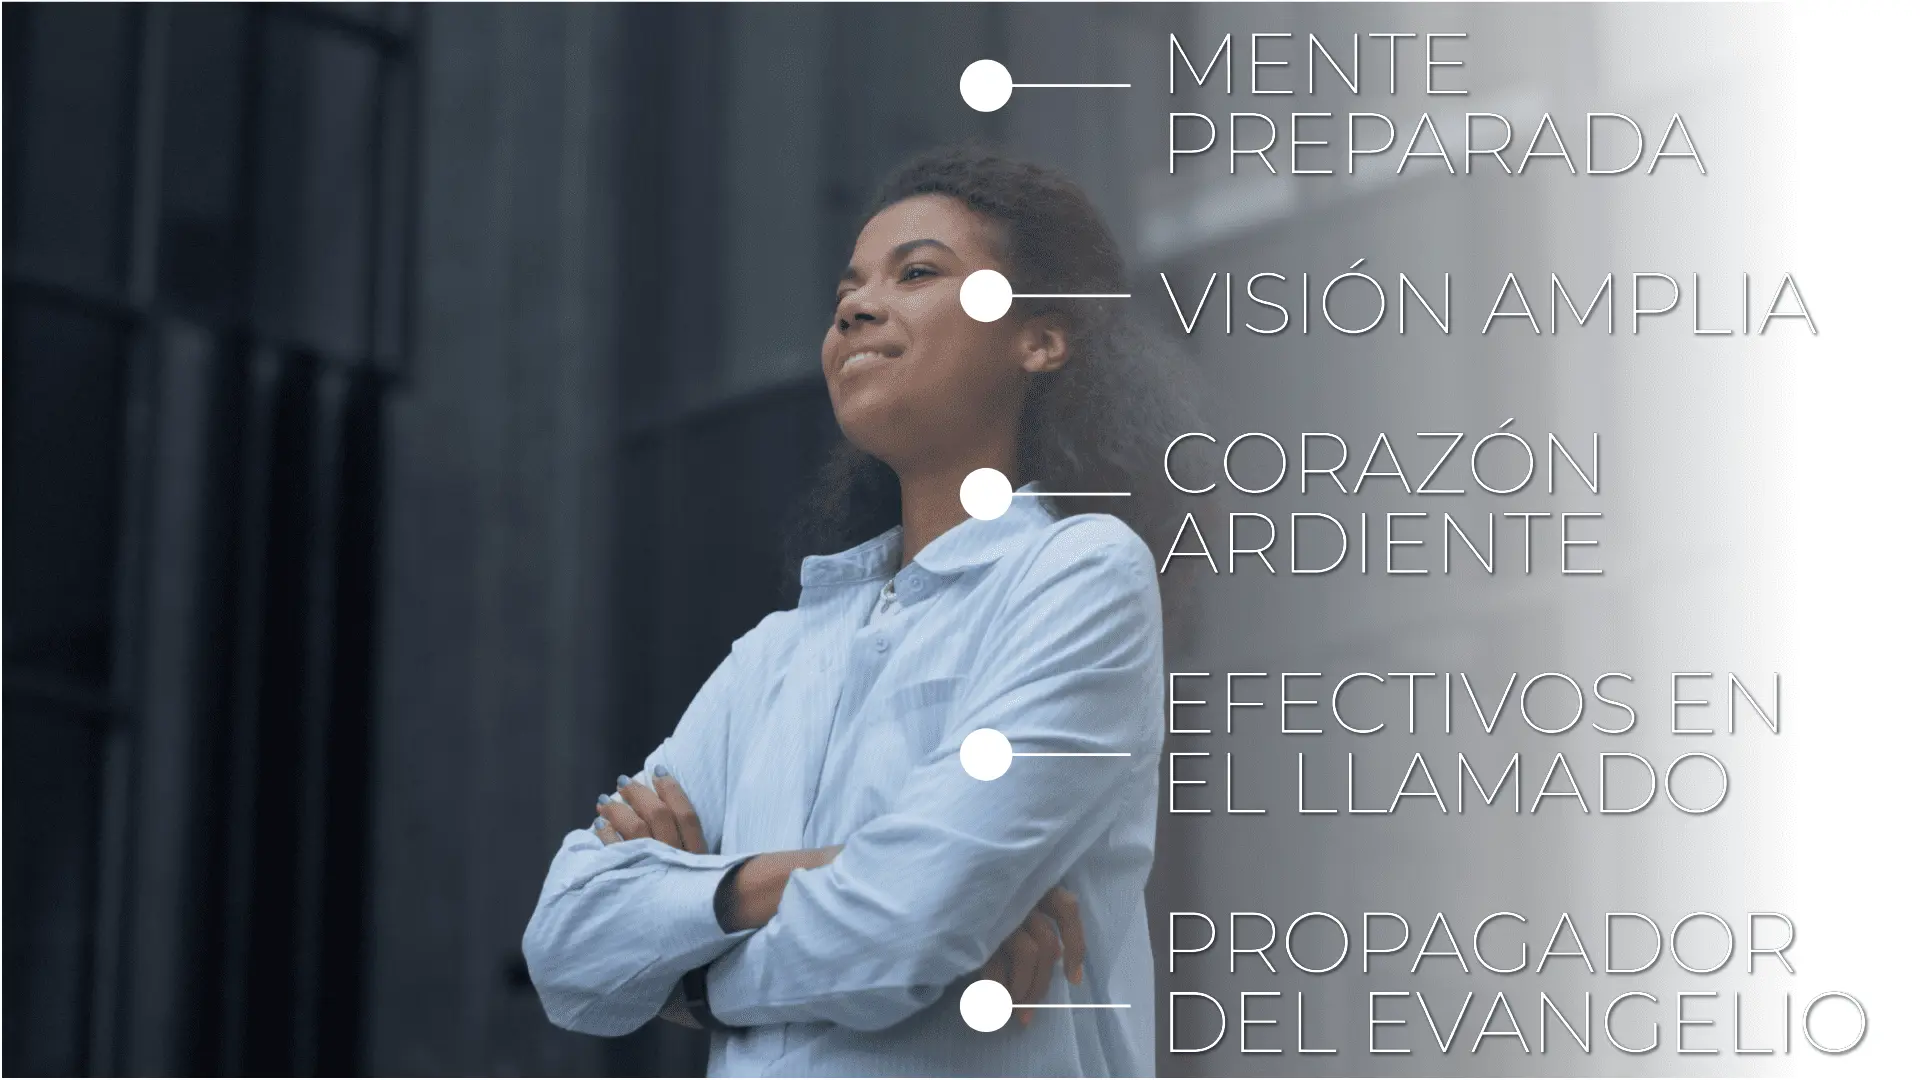 MENTE
PREPARADA
VISIÓN AMPLIA
CORAZÓN
ARDIENTE
EFECTIVOS EN
EL LLAMADO
PROPAGADOR
DEL EVANGELIO